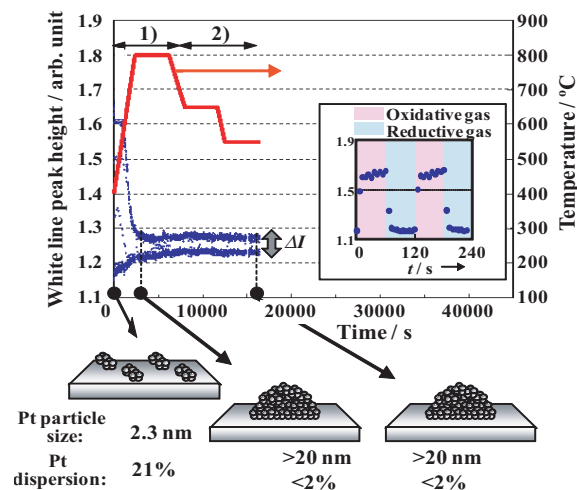 1.9
1.8
1.7
1.6
1.5
1.4
1.3
1.2
1.1
White line peak height / arb. unit
1)
2)
900
800
700
600
500
400
300
200
100
Temperature / ºC
Oxidative gas
Reductive gas
1.9
1.5
1.1
0
120
240
t / s
ΔI
0
10000
20000
30000
40000
Time / s
Pt particle
size:
2.3 nm
>20 nm
>20 nm
Pt
dispersion:
21%
<2%
<2%